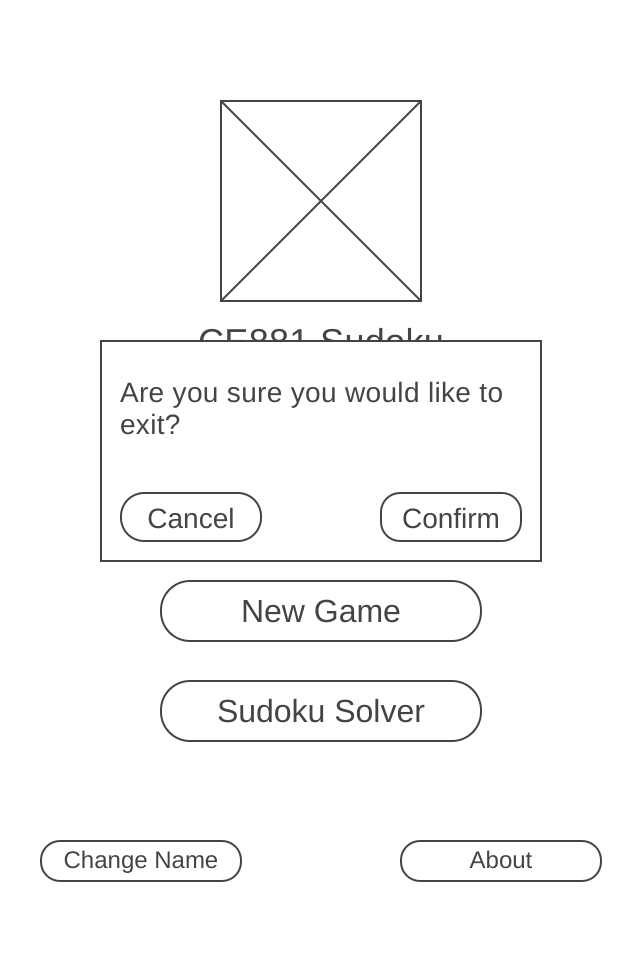 CE881 Sudoku
Are you sure you would like to
exit?
Cancel
Confirm
New Game
Sudoku Solver
Change Name
About